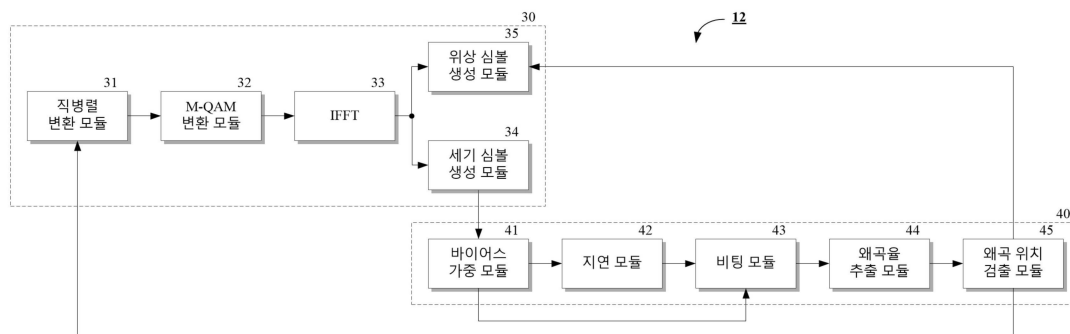 30
12
35
위상 심볼
생성 모듈
31
직병렬
변환 모듈
32
M-QAM
변환 모듈
33
IFFT
34
세기 심볼
생성 모듈
40
41
바이어스
가중 모듈
42
지연 모듈
43
비팅 모듈
44
왜곡율
추출 모듈
45
왜곡 위치
검출 모듈